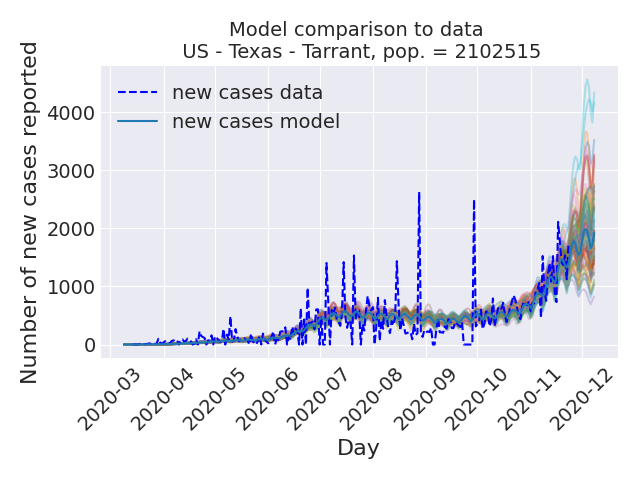 Model comparison to data
US - Texas - Tarrant, pop. = 2102515
Number of new cases reported
4000
3000
2000
1000
0
new cases data
new cases model
2020-03
2020-04
2020-05
2020-06
2020-07
2020-08
2020-09
2020-10
2020-11
2020-12
Day